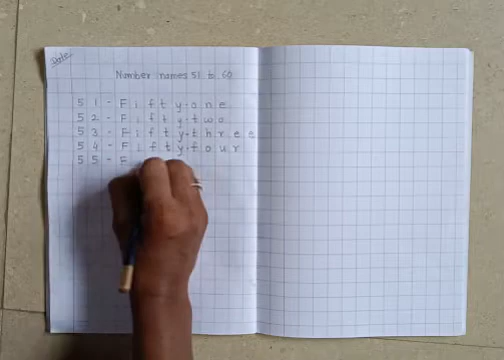 Date:
Number names 51 to 60
51-Fifty-one
52-Fifty-two
53-Fifty-three
54-Fifty-four
55-F